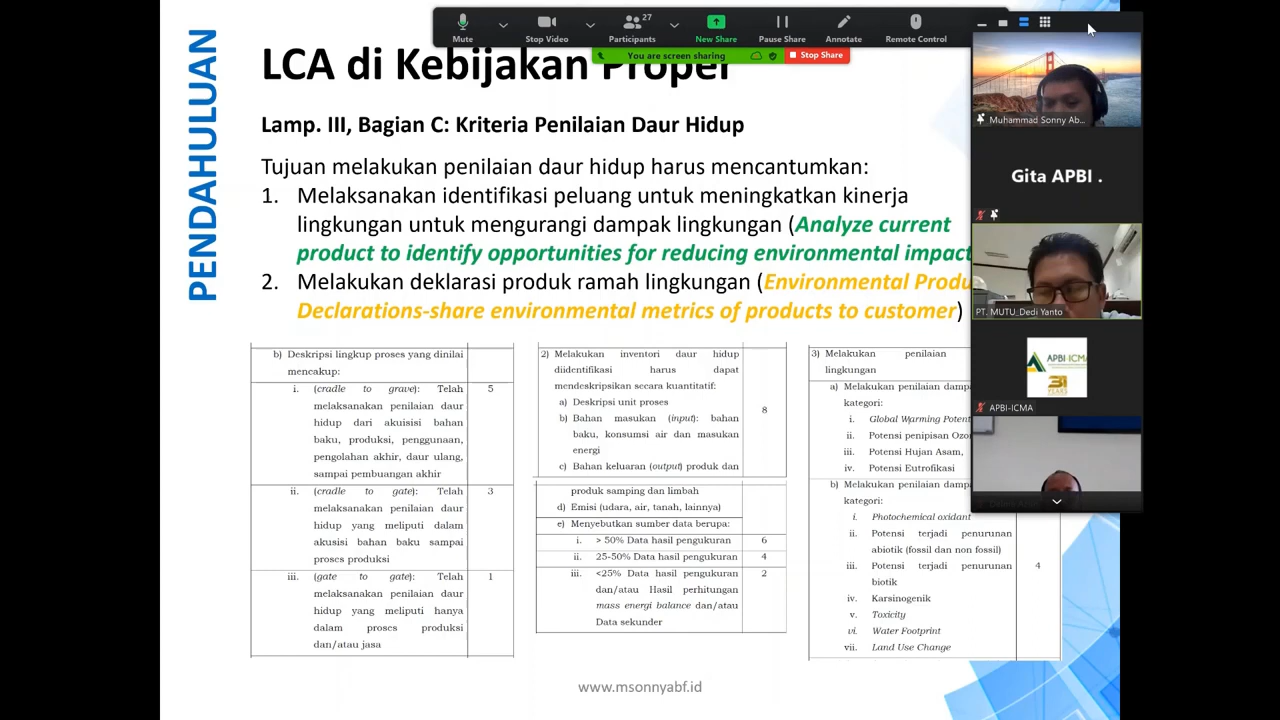 Mute
Stop Video
27
Participants
New Share
Pause Share
Annotate
Remote Control
You are screen sharing
Stop Share
PENDAHULUAN
LCA di Kebijakan Proper
Lamp. III, Bagian C: Kriteria Penilaian Daur Hidup
Tujuan melakukan penilaian daur hidup harus mencantumkan:
1. Melaksanakan identifikasi peluang untuk meningkatkan kinerja
lingkungan untuk mengurangi dampak lingkungan (Analyze current
product to identify opportunities for reducing environmental impact
2. Melakukan deklarasi produk ramah lingkungan (Environmental Produ
Declarations-share environmental metrics of products to customer)
b) Deskripsi lingkup proses yang dinilai
mencakup:
i. (cradle to grave): Telah 5
melaksanakan penilaian daur
hidup dari akuisisi bahan
baku, produksi, penggunaan,
pengolahan akhir, daur ulang,
sampai pembuangan akhir
ii. (cradle to gate): Telah 3
melaksanakan penilaian daur
hidup yang meliputi dalam
akusisi bahan baku sampai
proses produksi
iii. (gate to gate): Telah 1
melaksanakan penilaian daur
hidup yang meliputi hanya
dalam proses produksi
dan/atau jasa
2) Melakukan inventori daur hidup
diidentifikasi harus dapat
mendeskripsikan secara kuantitatif:
a) Deskripsi unit proses
b) Bahan masukan (input): bahan 8
baku, konsumsi air dan masukan
energi
c) Bahan keluaran (output) produk dan
produk samping dan limbah
d) Emisi (udara, air, tanah, lainnya)
e) Menyebutkan sumber data berupa:
i. > 50% Data hasil pengukuran 6
ii. 25-50% Data hasil pengukuran 4
iii. <25% Data hasil pengukuran 2
dan/atau Hasil perhitungan
mass energi balance dan/atau
Data sekunder
3) Melakukan penilaian
lingkungan
a) Melakukan penilaian dampa
kategori:
i. Global Warming Potent
ii. Potensi penipisan Ozo
iii. Potensi Hujan Asam,
iv. Potensi Eutrofikasi
b) Melakukan penilaian dampa
kategori:
i. Photochemical oxidant
ii. Potensi terjadi penurunan
abiotik (fossil dan non fossil)
iii. Potensi terjadi penurunan 4
biotik
iv. Karsinogenik
v. Toxicity
vi. Water Footprint
vii. Land Use Change
www.msonnyabf.id
Muhammad Sonny Ab...
Gita APBI .
PT. MUTU_Dedi Yanto
APBI-ICMA
31
YEARS
APBI-ICMA